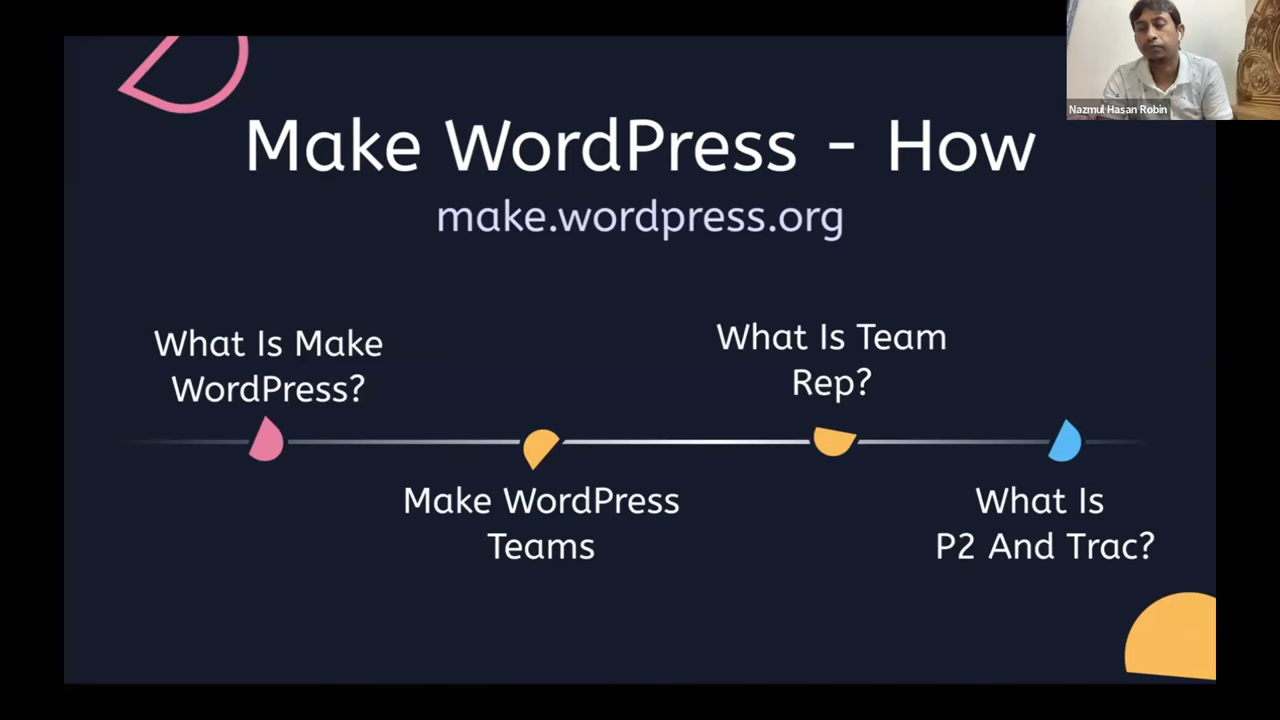 Make WordPress - How
make.wordpress.org
What Is Make
WordPress?
Make WordPress
Teams
What Is Team
Rep?
What Is
P2 And Trac?
Nazmul Hasan Robin